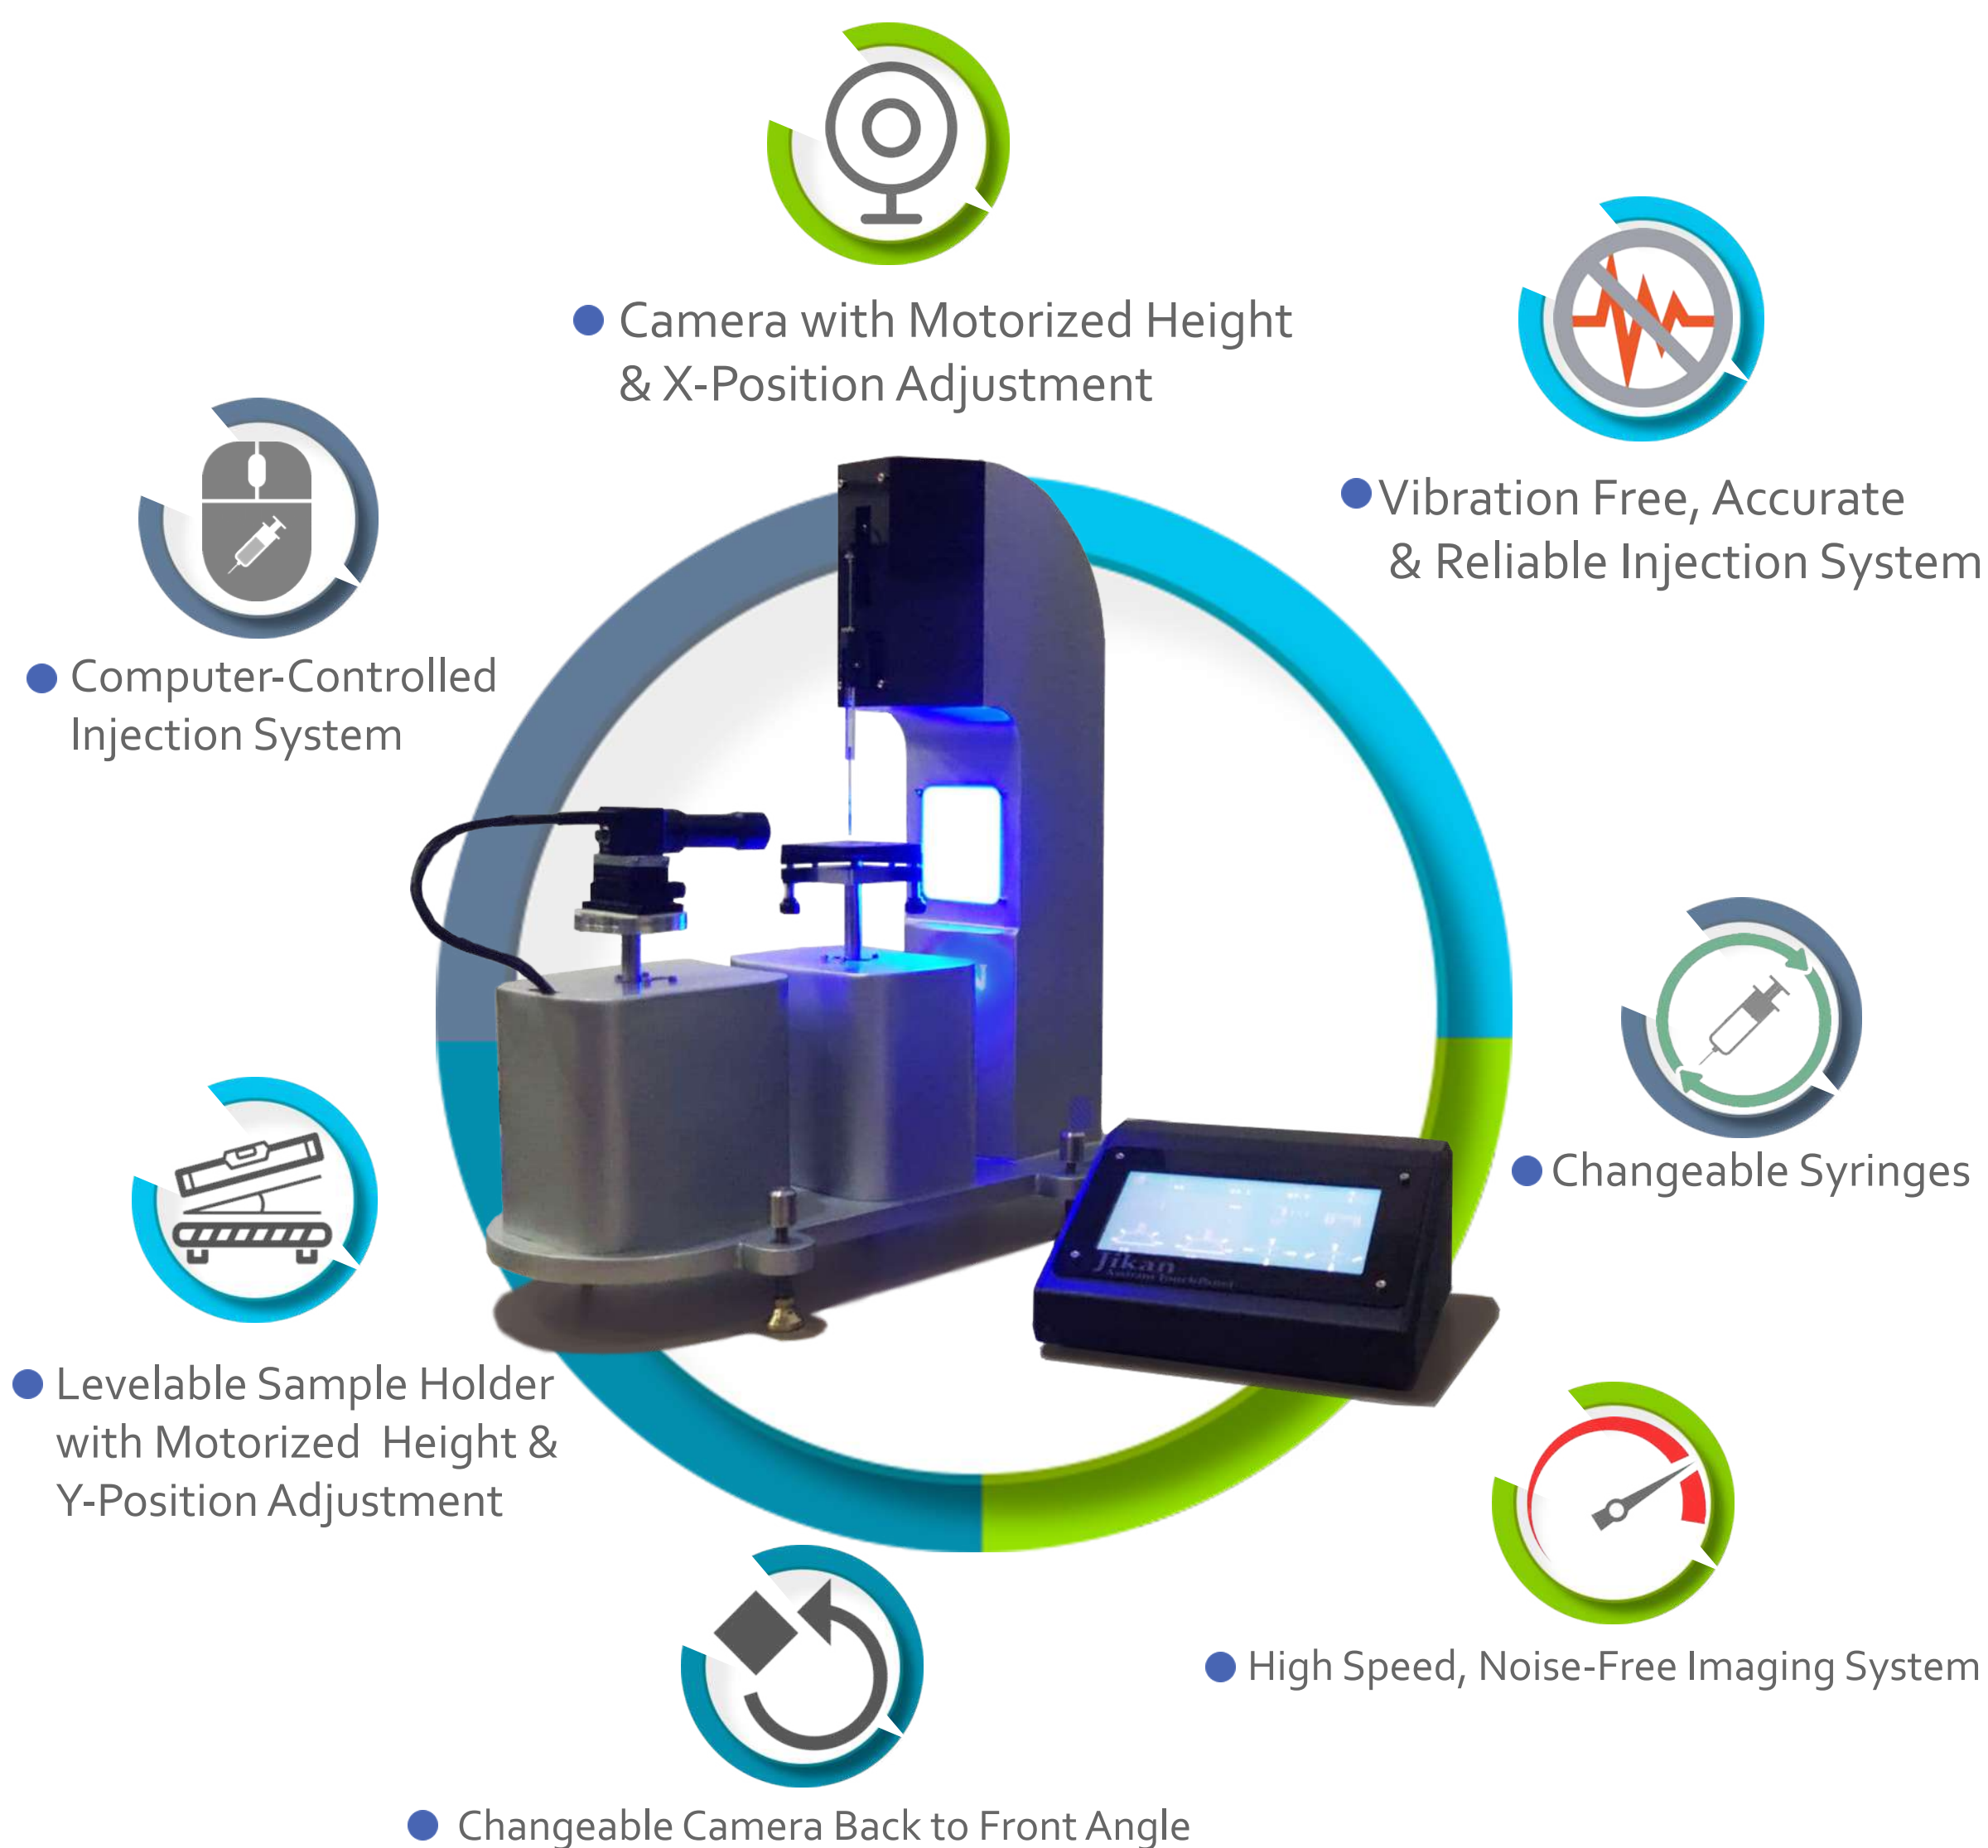 Camera with Motorized Height
& X-Position Adjustment
Vibration Free, Accurate
& Reliable Injection System
Computer-Controlled
Injection System
Changeable Syringes
Jikan
Levelable Sample Holder
with Motorized Height &
Y-Position Adjustment
High Speed, Noise-Free Imaging System
Changeable Camera Back to Front Angle